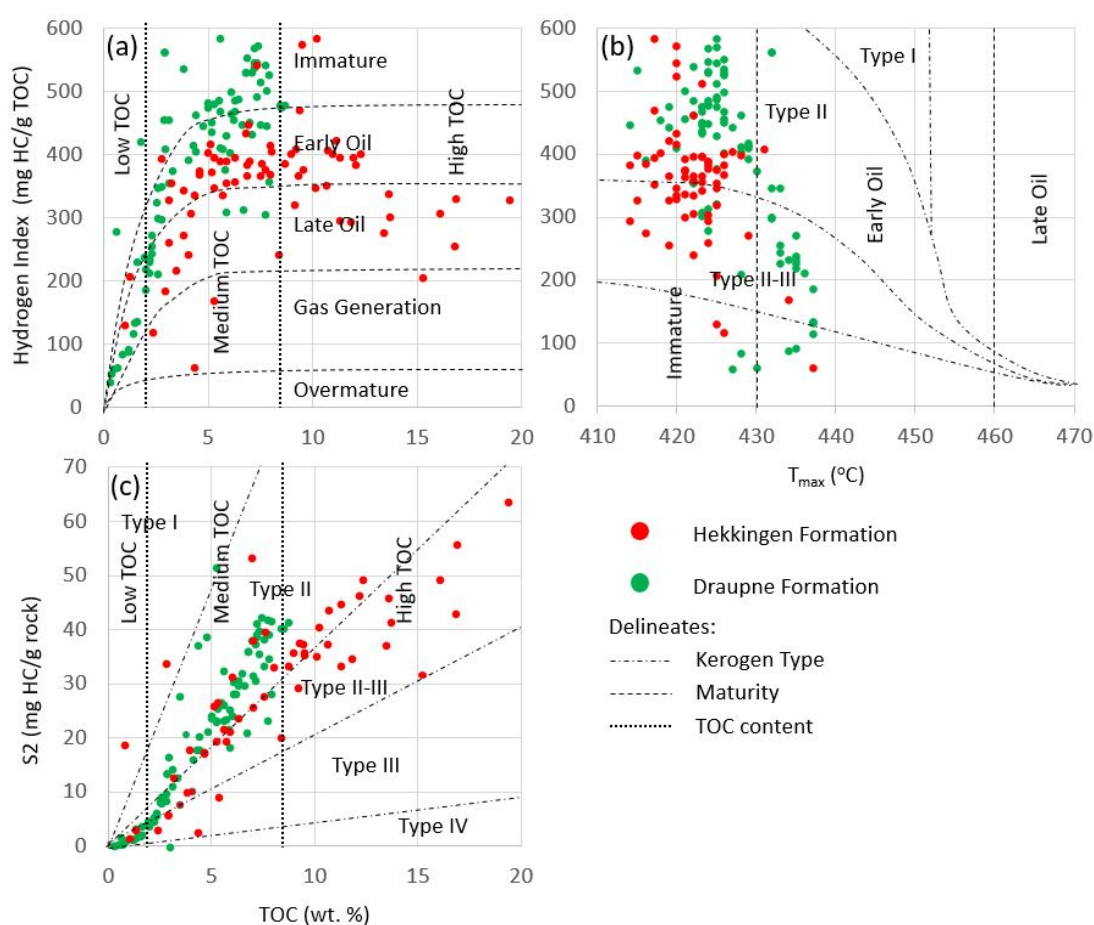 (a)
Hydrogen Index (mg HC/g TOC)
600
500
400
300
200
100
0
Low TOC
Medium TOC
High TOC
Immature
Early Oil
Late Oil
Gas Generation
Overmature
0 5 10 15 20
(b)
600
500
400
300
200
100
0
Type I
Type II
Type II-III
Immature
Early Oil
Late Oil
410 420 430 440 450 460 470
Tmax (oC)
(c)
S2 (mg HC/g rock)
70
60
50
40
30
20
10
0
Low TOC
Medium TOC
High TOC
Type I
Type II
Type II-III
Type III
Type IV
0 5 10 15 20
TOC (wt. %)
Hekkingen Formation
Draupne Formation
Delineates:
Kerogen Type
Maturity
TOC content